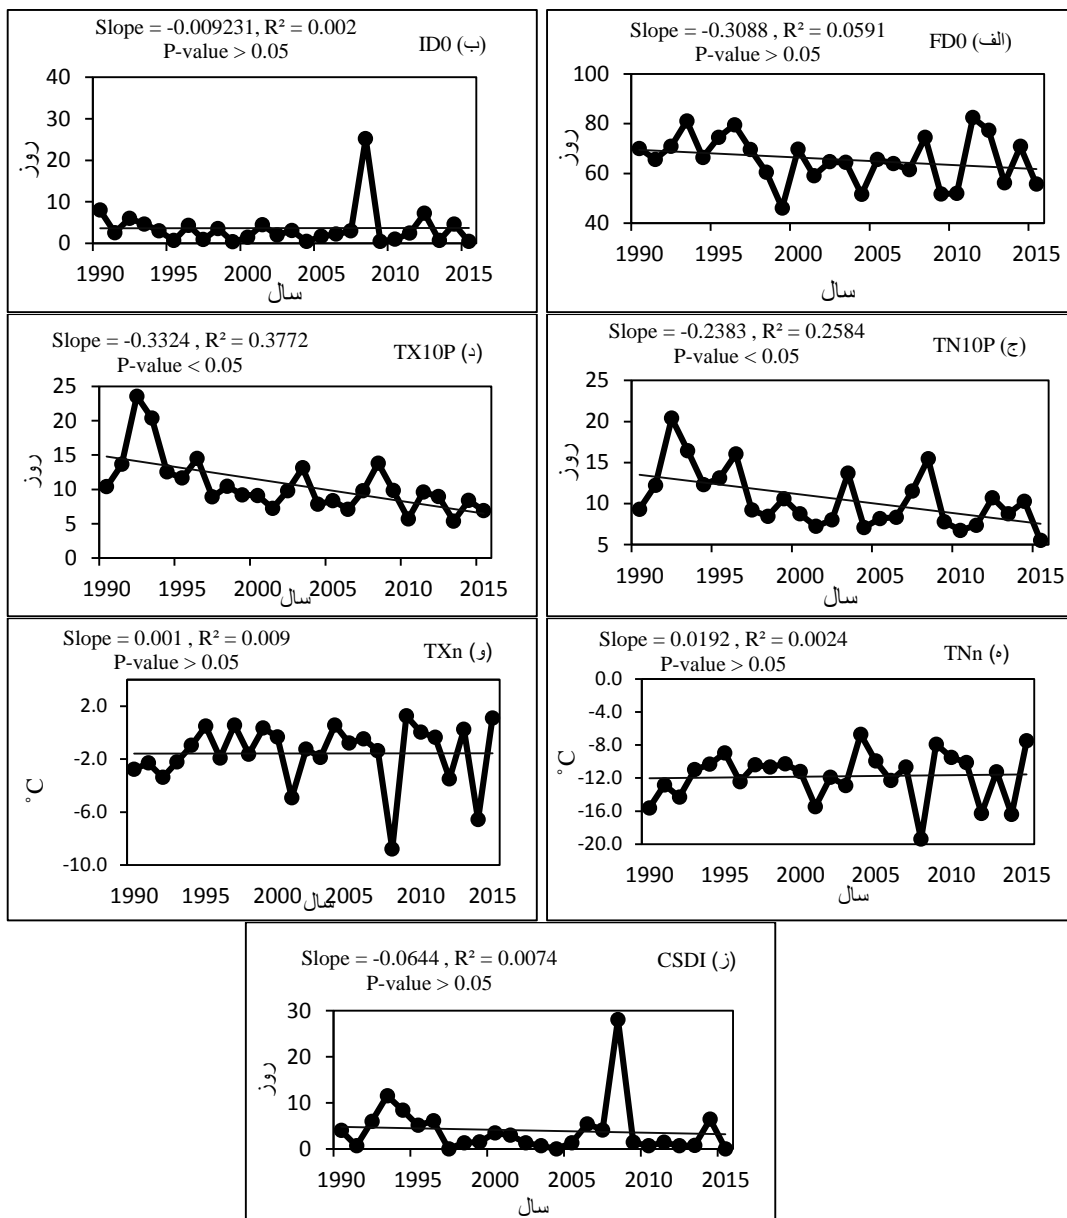 Slope = -0.3088 , R² = 0.0591
P-value > 0.05
(الف) FD0
100
80
60
40
روز
1990 1995 2000 2005 2010 2015
سال
Slope = -0.009231, R² = 0.002
P-value > 0.05
(ب) ID0
40
30
20
10
0
روز
1990 1995 2000 2005 2010 2015
سال
Slope = -0.2383 , R² = 0.2584
P-value < 0.05
(ج) TN10P
25
20
15
10
5
1990 1995 2000 2005 2010 2015
سال
Slope = -0.3324 , R² = 0.3772
P-value < 0.05
(د) TX10P
25
20
15
10
5
0
روز
1990 1995 2000 2005 2010 2015
سال
Slope = 0.0192 , R² = 0.0024
P-value > 0.05
(ه) TNn
0.0
-4.0
-8.0
-12.0
-16.0
-20.0
1990 1995 2000 2005 2010 2015
سال
Slope = 0.001 , R² = 0.009
P-value > 0.05
(و) TXn
2.0
-2.0
-6.0
-10.0
°C
1990 1995 2000 2005 2010 2015
سال
Slope = -0.0644 , R² = 0.0074
P-value > 0.05
(ز) CSDI
30
20
10
0
روز
1990 1995 2000 2005 2010 2015
سال